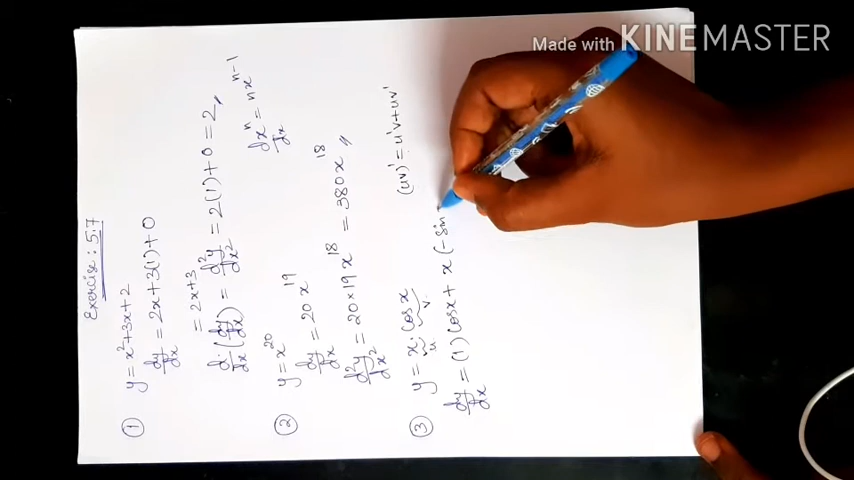 Made with KINEMASTER
Exercise : 5.7
① y = x² + 3x + 2
dy/dx = 2x + 3(1) + 0
= 2x + 3
d/dx (dy/dx) = d²y/dx² = 2(1) + 0 = 2 //
dxⁿ/dx = nxⁿ⁻¹
② y = x²⁰
dy/dx = 20 x¹⁹
d²y/dx² = 20 × 19 x¹⁸ = 380 x¹⁸ //
③ y = x . Cosx (uv)' = u'v + uv'
u v
dy/dx = (1) Cosx + x (-Sin